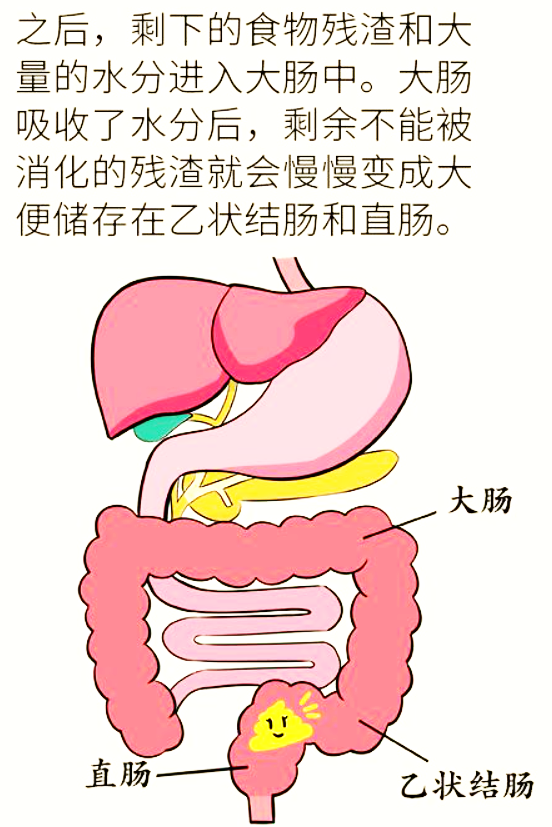 之后，剩下的食物残渣和大
量的水分进入大肠中。大肠
吸收了水分后，剩余不能被
消化的残渣就会慢慢变成大
便储存在乙状结肠和直肠。
大肠
直肠
乙状结肠